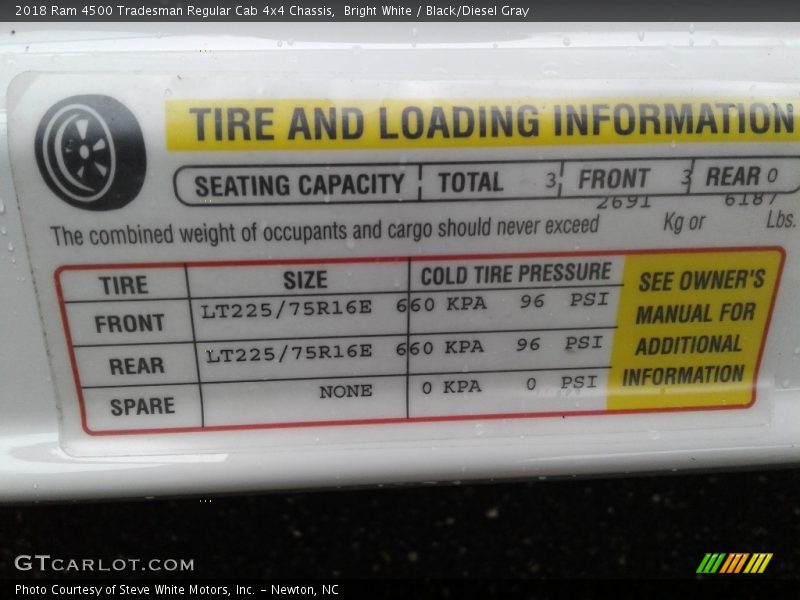 2018 Ram 4500 Tradesman Regular Cab 4x4 Chassis,  Bright White / Black/Diesel Gray
TIRE AND LOADING INFORMATION
SEATING CAPACITY TOTAL 3 FRONT 3 REAR 0
2691 6187
The combined weight of occupants and cargo should never exceed Kg or Lbs.
TIRE SIZE COLD TIRE PRESSURE
FRONT LT225/75R16E 660 KPA 96 PSI
REAR LT225/75R16E 660 KPA 96 PSI
SPARE NONE 0 KPA 0 PSI
SEE OWNER'S
MANUAL FOR
ADDITIONAL
INFORMATION
GTCARLOT.COM
Photo Courtesy of Steve White Motors, Inc. – Newton, NC